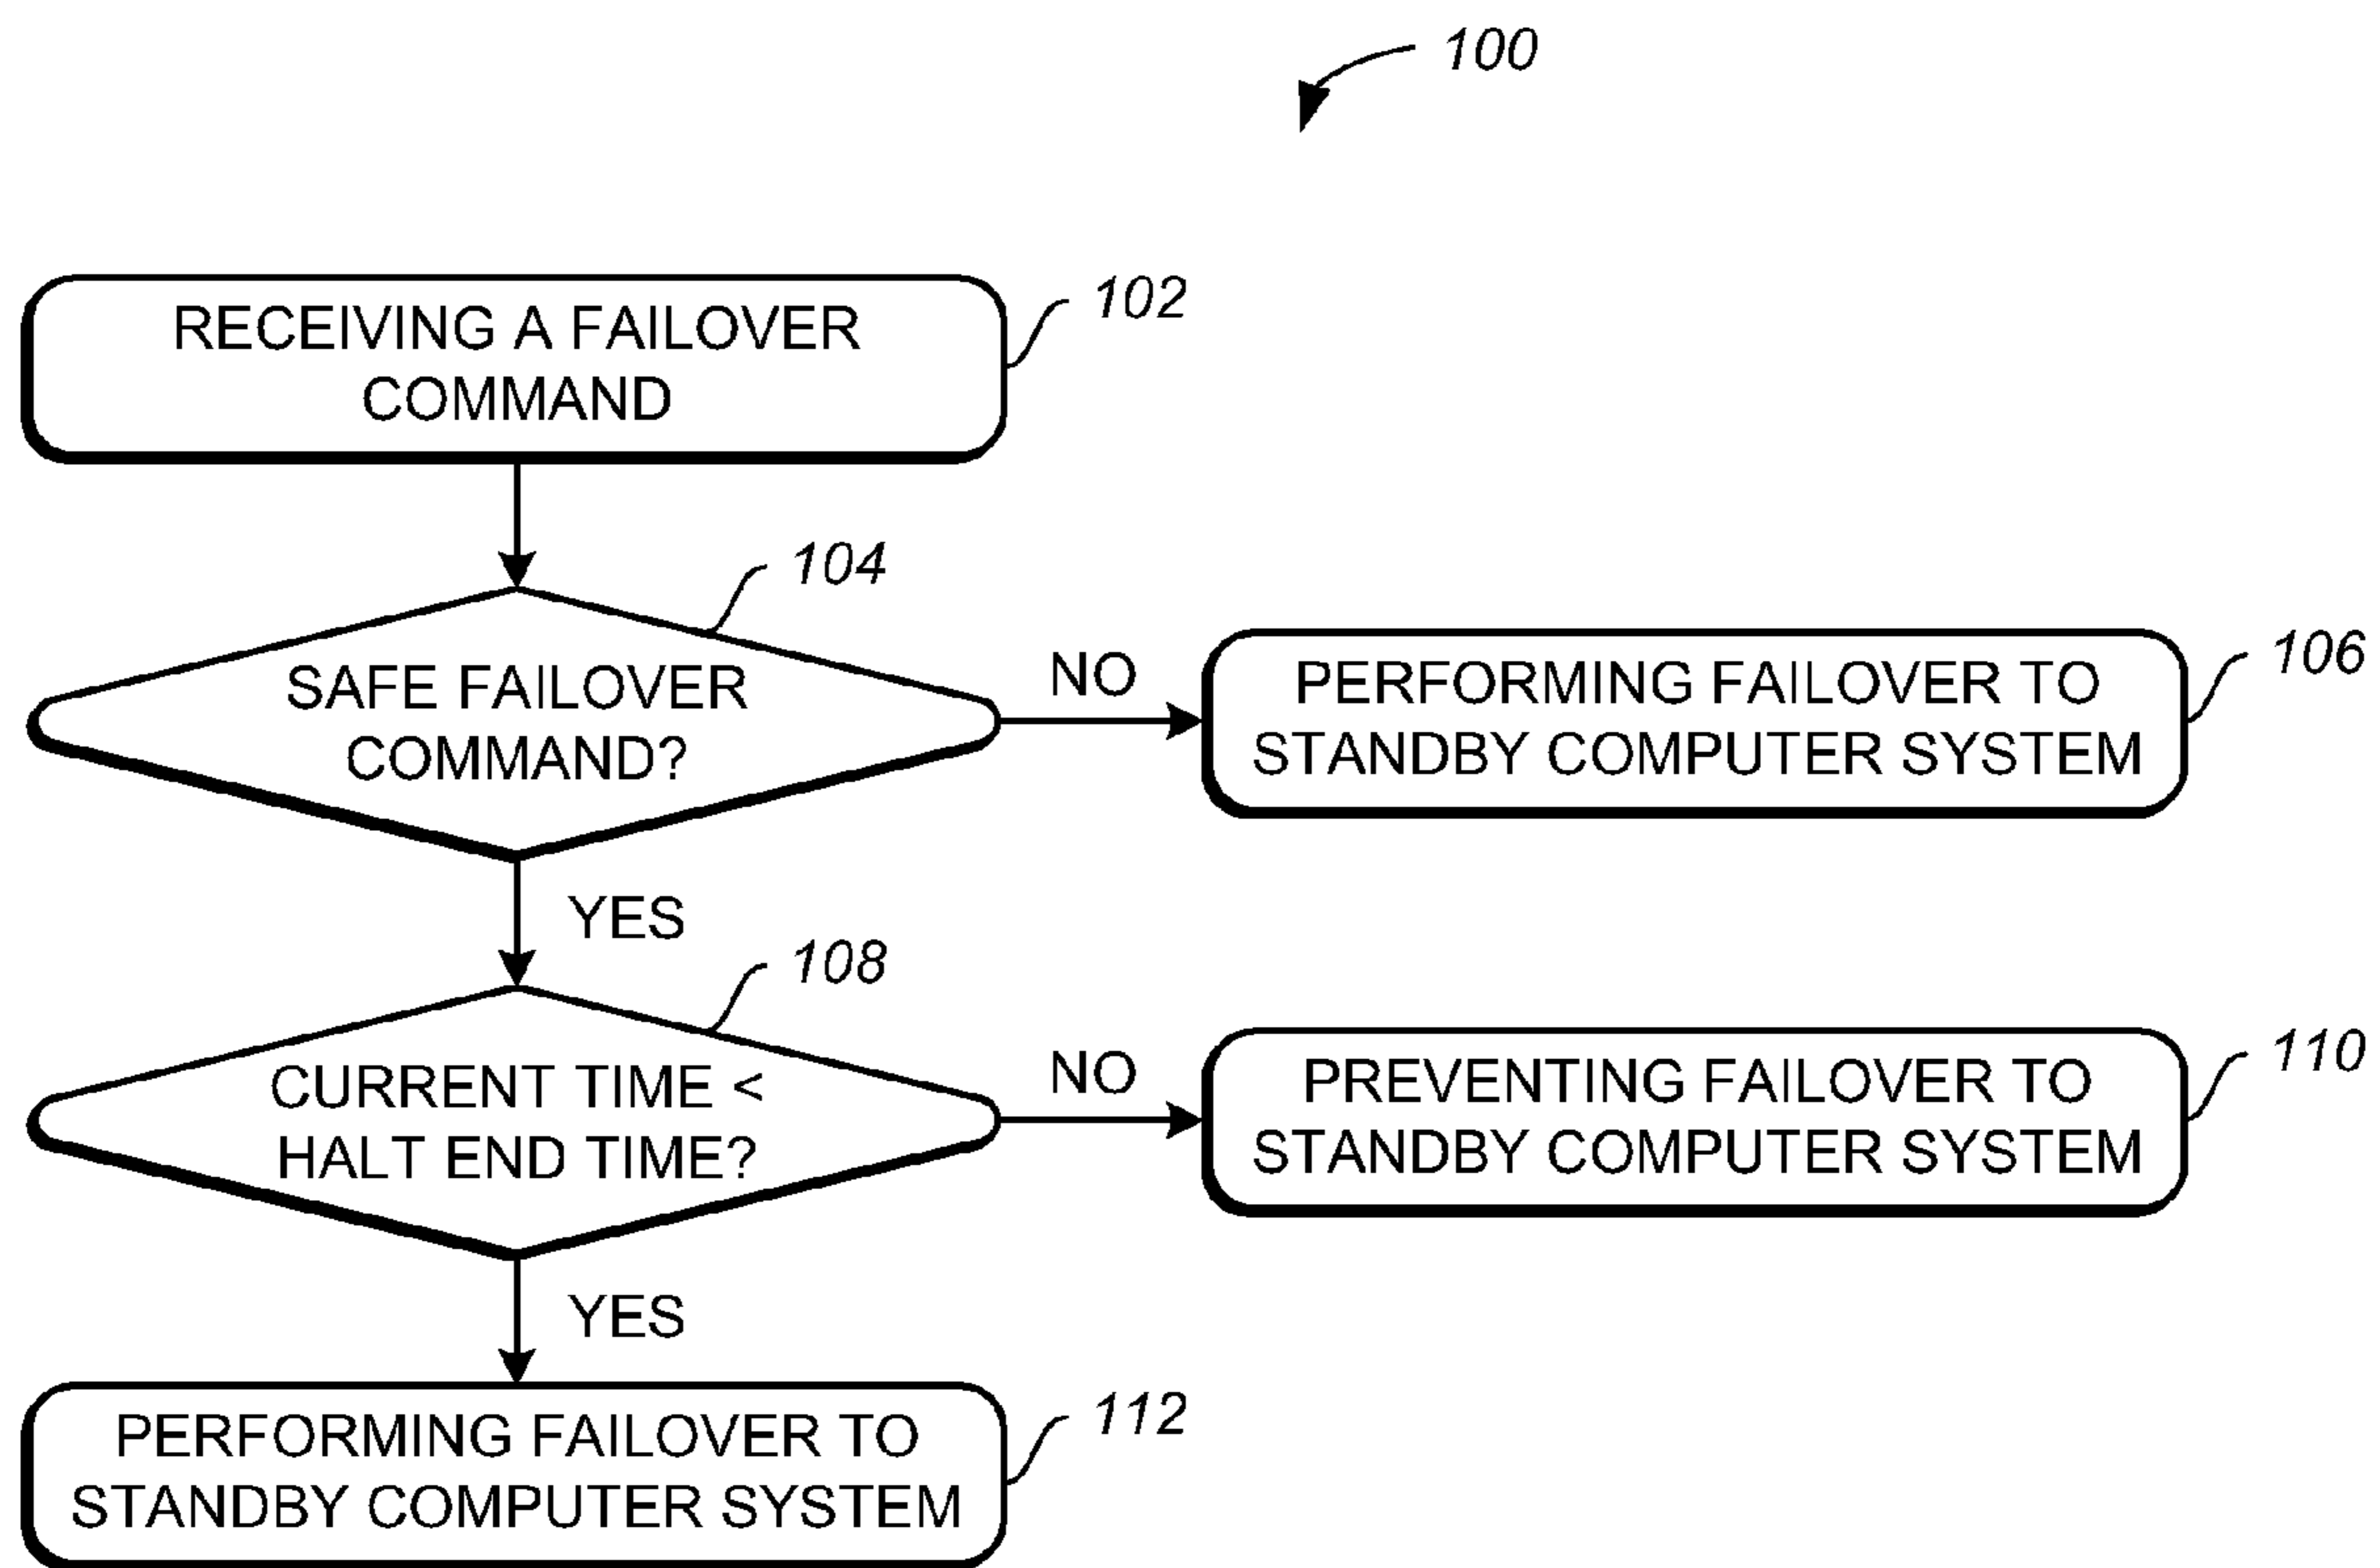 100
RECEIVING A FAILOVER
COMMAND
102
104
SAFE FAILOVER
COMMAND?
NO
PERFORMING FAILOVER TO
STANDBY COMPUTER SYSTEM
106
YES
108
CURRENT TIME <
HALT END TIME?
NO
PREVENTING FAILOVER TO
STANDBY COMPUTER SYSTEM
110
YES
PERFORMING FAILOVER TO
STANDBY COMPUTER SYSTEM
112